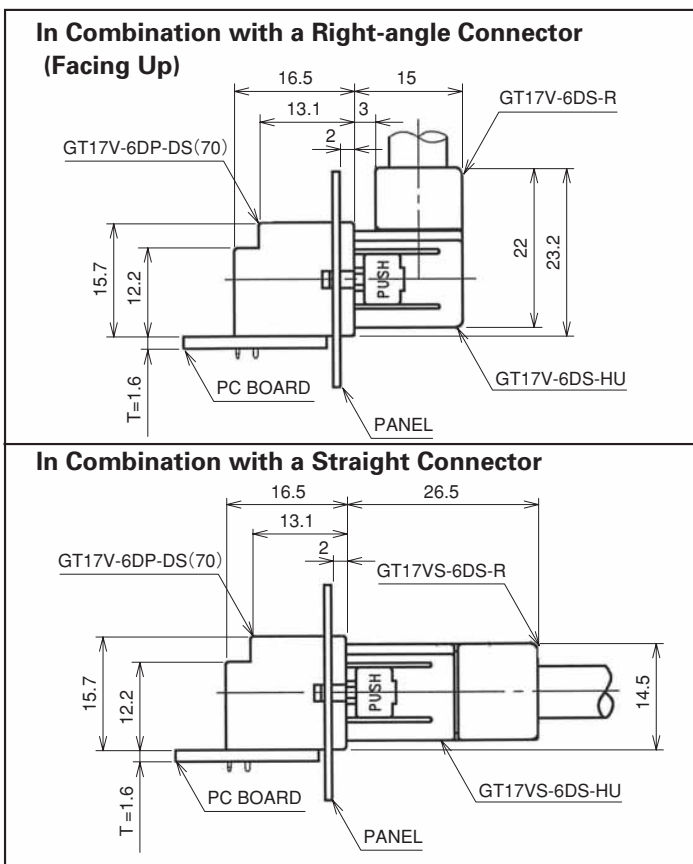 In Combination with a Right-angle Connector
(Facing Up)
16.5
15
13.1
3
GT17V-6DS-R
2
GT17V-6DP-DS(70)
15.7
12.2
PUSH
22
23.2
T=1.6
PC BOARD
GT17V-6DS-HU
PANEL
In Combination with a Straight Connector
16.5
26.5
13.1
2
GT17V-6DP-DS(70)
GT17VS-6DS-R
15.7
12.2
PUSH
14.5
T=1.6
PC BOARD
GT17VS-6DS-HU
PANEL